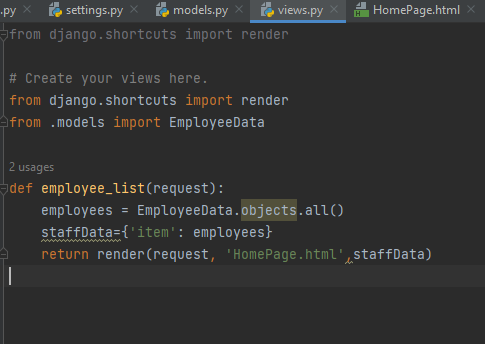 .py settings.py models.py views.py HomePage.html
from django.shortcuts import render
# Create your views here.
from django.shortcuts import render
from .models import EmployeeData
2 usages
def employee_list(request):
    employees = EmployeeData.objects.all()
    staffData={'item': employees}
    return render(request, 'HomePage.html',staffData)